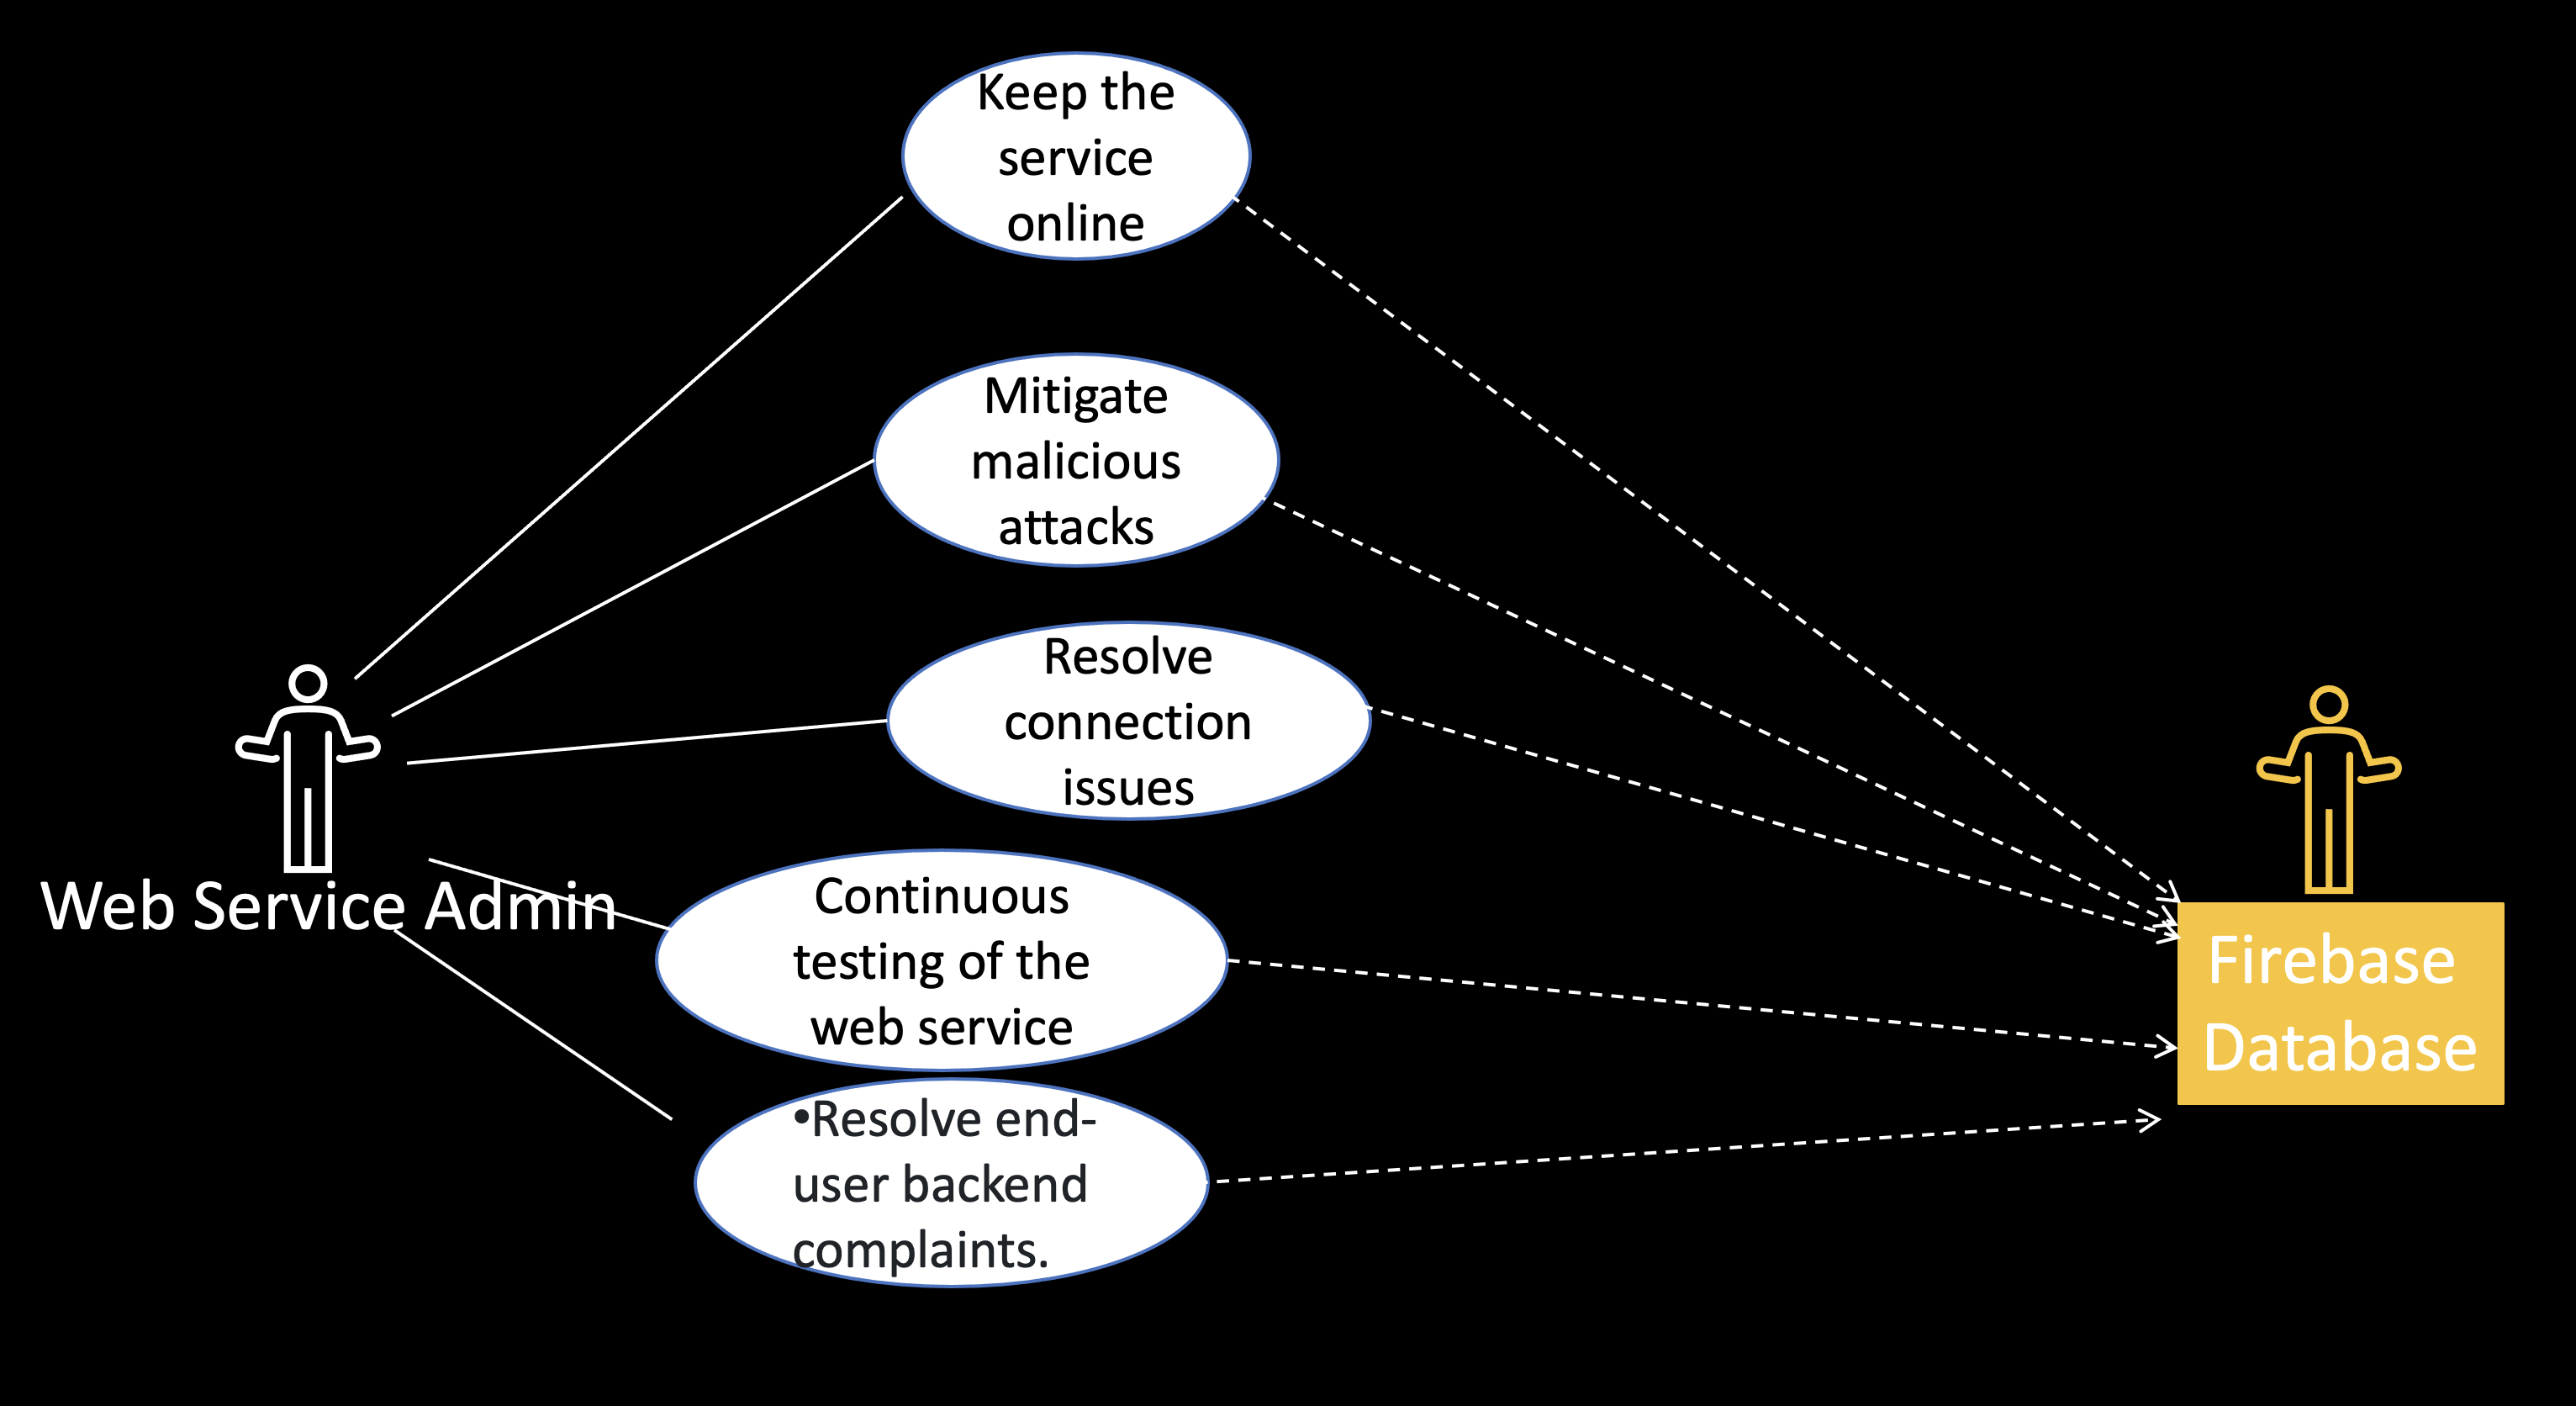 Keep the
service
online
Mitigate
malicious
attacks
Resolve
connection
issues
Web Service Admin
Continuous
testing of the
web service
•Resolve end-
user backend
complaints.
Firebase
Database